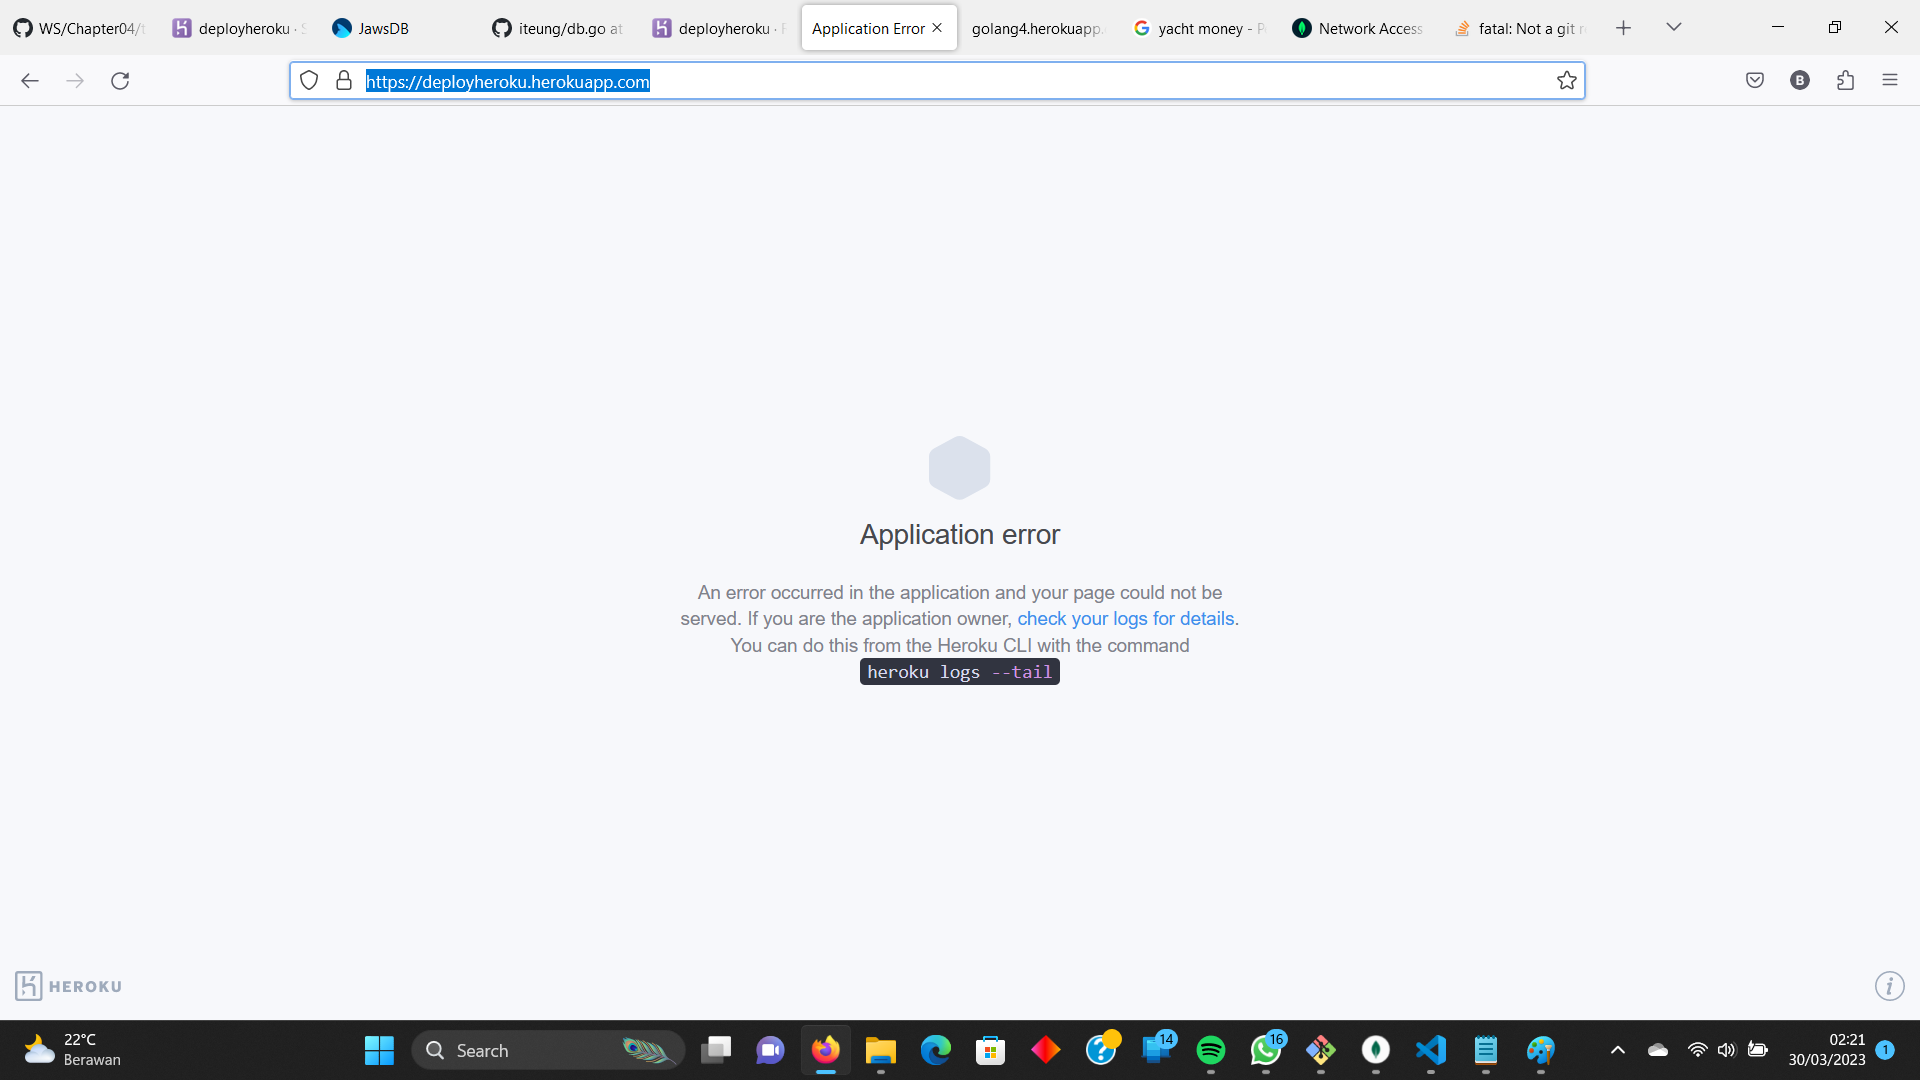 WS/Chapter04/t
deployheroku · S
JawsDB
iteung/db.go at
deployheroku ·
Application Error
golang4.herokuapp.
yacht money -
Network Access
fatal: Not a git r
https://deployheroku.herokuapp.com
B
Application error
An error occurred in the application and your page could not be
served. If you are the application owner, check your logs for details.
You can do this from the Heroku CLI with the command
heroku logs --tail
HEROKU
22°C
Berawan
Search
14
16
02:21
30/03/2023
1